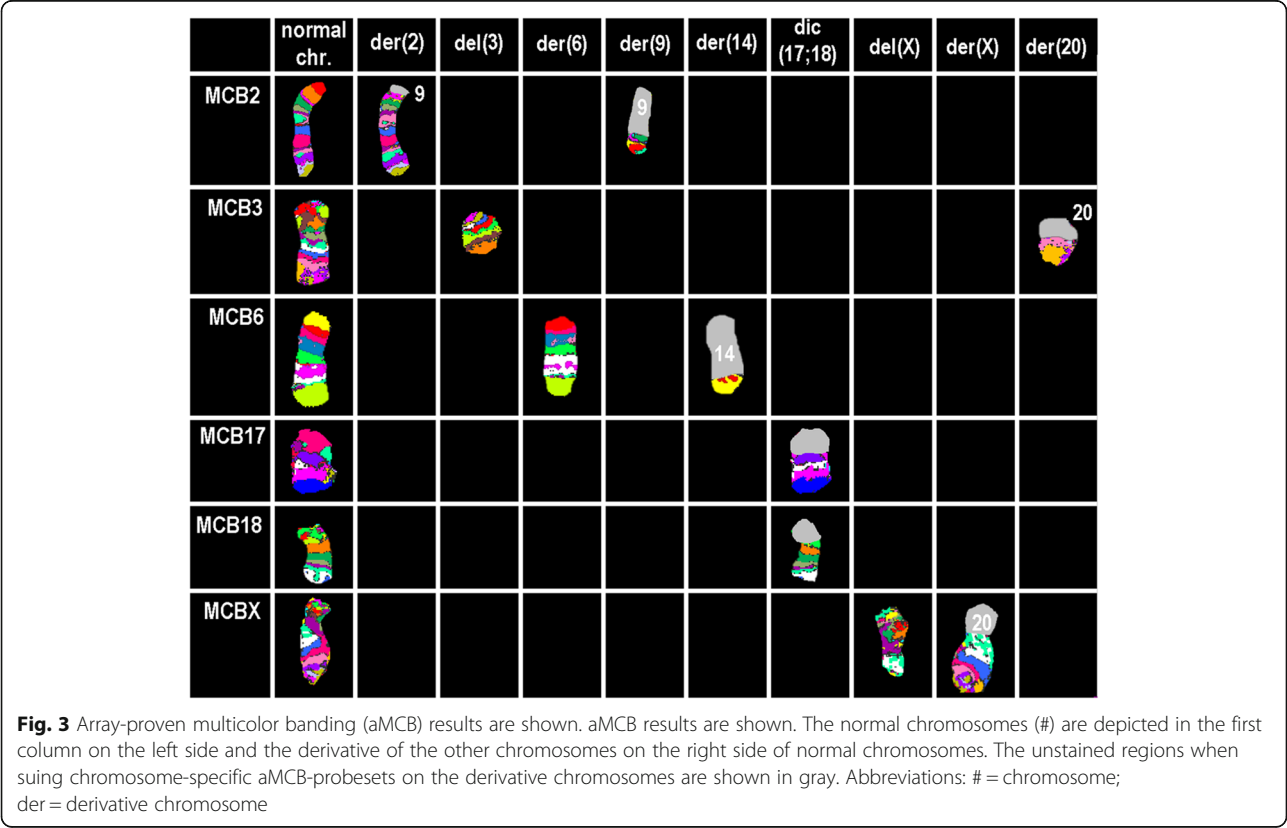 normal chr. der(2) del(3) der(6) der(9) der(14) dic (17;18) del(X) der(X) der(20)
MCB2 9 9
MCB3 20
MCB6 14
MCB17
MCB18
MCBX 20
Fig. 3 Array-proven multicolor banding (aMCB) results are shown. aMCB results are shown. The normal chromosomes (#) are depicted in the first
column on the left side and the derivative of the other chromosomes on the right side of normal chromosomes. The unstained regions when
suing chromosome-specific aMCB-probesets on the derivative chromosomes are shown in gray. Abbreviations: # = chromosome;
der = derivative chromosome